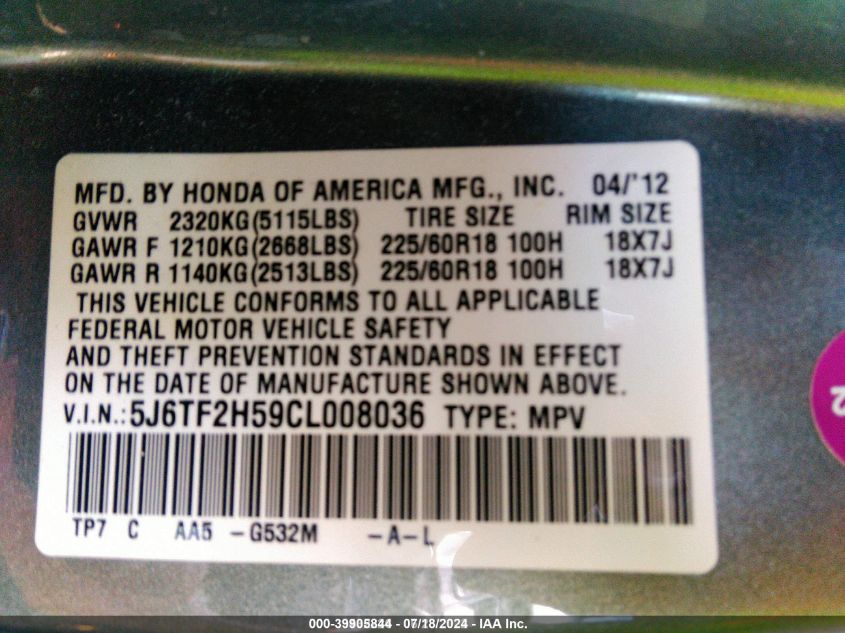 MFD. BY HONDA OF AMERICA MFG., INC. 04/'12
GVWR 2320KG(5115LBS) TIRE SIZE RIM SIZE
GAWR F 1210KG(2668LBS) 225/60R18 100H 18X7J
GAWR R 1140KG(2513LBS) 225/60R18 100H 18X7J
THIS VEHICLE CONFORMS TO ALL APPLICABLE
FEDERAL MOTOR VEHICLE SAFETY
AND THEFT PREVENTION STANDARDS IN EFFECT
ON THE DATE OF MANUFACTURE SHOWN ABOVE.
V.I.N.: 5J6TF2H59CL008036 TYPE: MPV
TP7 C AA5 -G532M -A-L
2
000-39905844 - 07/18/2024 - IAA Inc.